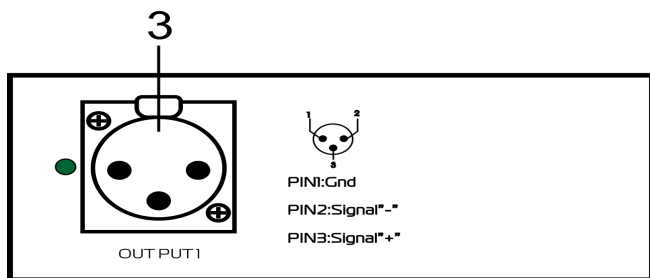 3
1 2
3
PIN1:Gnd
PIN2:Signal"-"
PIN3:Signal"+"
OUTPUT1